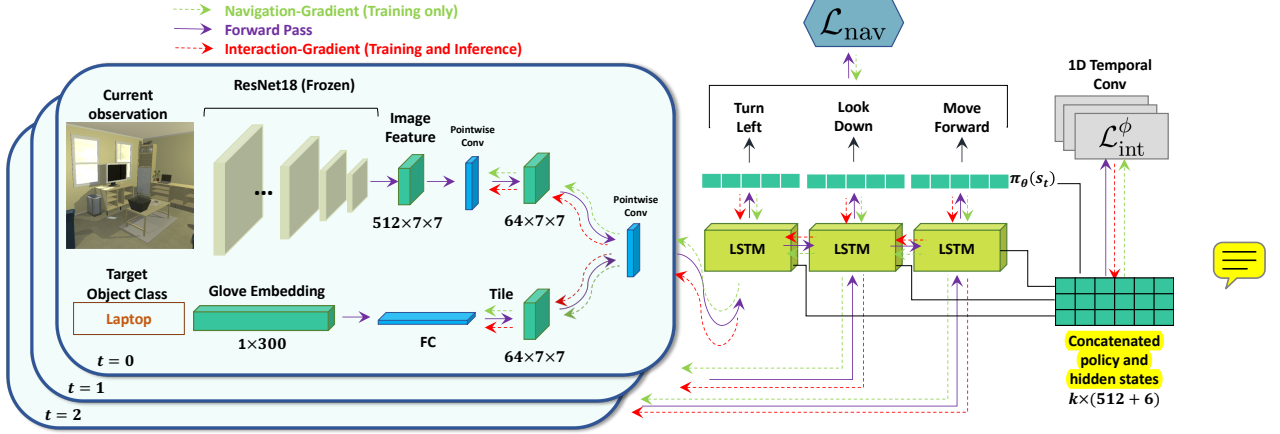 Navigation-Gradient (Training only)
Forward Pass
Interaction-Gradient (Training and Inference)
Current
observation
ResNet18 (Frozen)
...
Image
Feature
Pointwise
Conv
512×7×7
64×7×7
Pointwise
Conv
Target
Object Class
Laptop
Glove Embedding
1×300
FC
Tile
64×7×7
t = 0
t = 1
t = 2
ℒnav
Turn
Left
Look
Down
Move
Forward
πθ(st)
LSTM
LSTM
LSTM
1D Temporal
Conv
ℒ^ϕ_int
Concatenated
policy and
hidden states
k×(512 + 6)